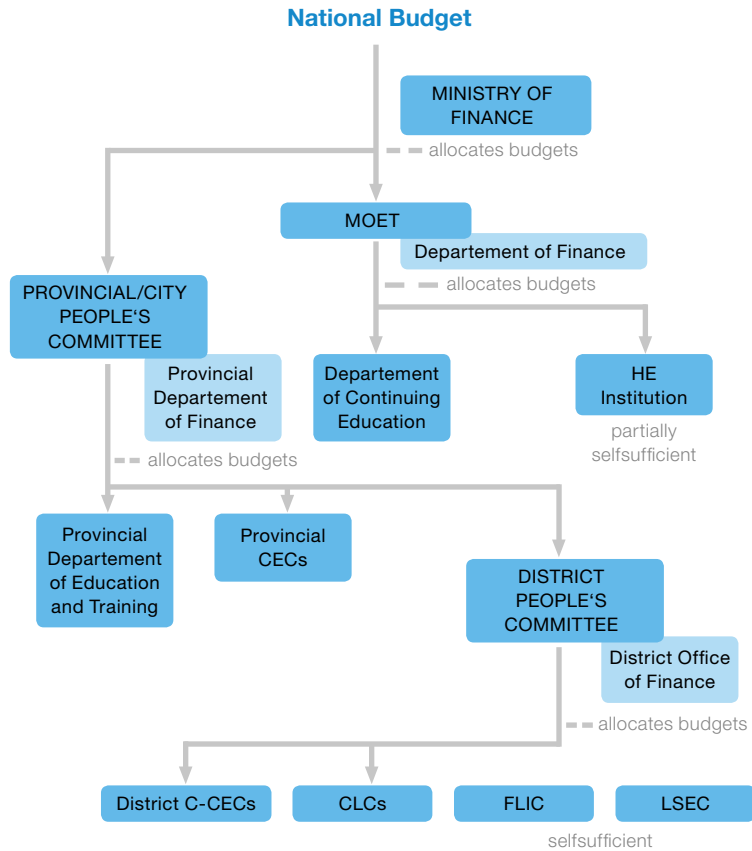 National Budget
MINISTRY OF
FINANCE
allocates budgets
MOET
Departement of Finance
allocates budgets
PROVINCIAL/CITY
PEOPLE‘S
COMMITTEE
Provincial
Departement
of Finance
allocates budgets
Departement
of Continuing
Education
HE
Institution
partially
selfsufficient
Provincial
Departement
of Education
and Training
Provincial
CECs
DISTRICT
PEOPLE‘S
COMMITTEE
District Office
of Finance
allocates budgets
District C-CECs
CLCs
FLIC
LSEC
selfsufficient